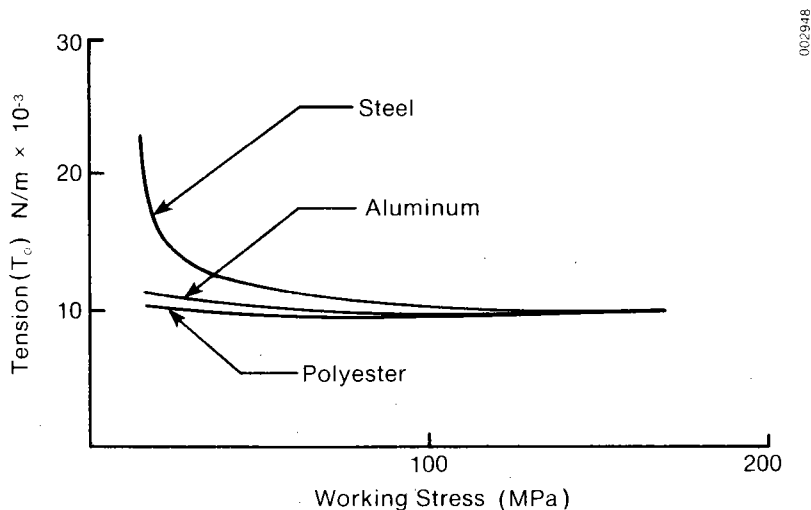 002948
30
20
10
Tension(T₀) N/m × 10⁻³
Steel
Aluminum
Polyester
100
200
Working Stress (MPa)